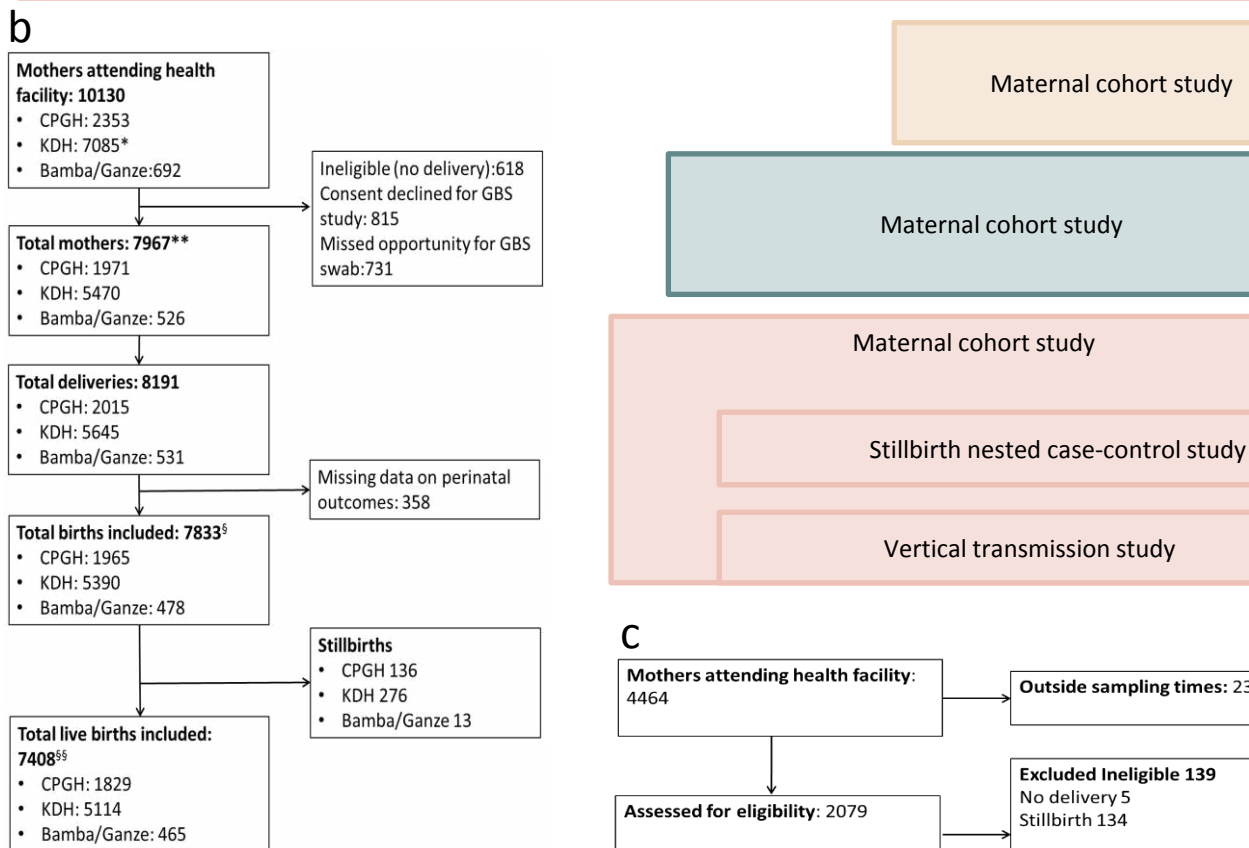 b
Mothers attending health
facility: 10130
• CPGH: 2353
• KDH: 7085*
• Bamba/Ganze:692
Ineligible (no delivery):618
Consent declined for GBS
study: 815
Missed opportunity for GBS
swab:731
Total mothers: 7967**
• CPGH: 1971
• KDH: 5470
• Bamba/Ganze: 526
Total deliveries: 8191
• CPGH: 2015
• KDH: 5645
• Bamba/Ganze: 531
Missing data on perinatal
outcomes: 358
Total births included: 7833§
• CPGH: 1965
• KDH: 5390
• Bamba/Ganze: 478
Stillbirths
• CPGH 136
• KDH 276
• Bamba/Ganze 13
Total live births included:
7408§§
• CPGH: 1829
• KDH: 5114
• Bamba/Ganze: 465
Maternal cohort study
Maternal cohort study
Maternal cohort study
Stillbirth nested case-control study
Vertical transmission study
c
Mothers attending health facility:
4464
Outside sampling times: 23
Assessed for eligibility: 2079
Excluded Ineligible 139
No delivery 5
Stillbirth 134